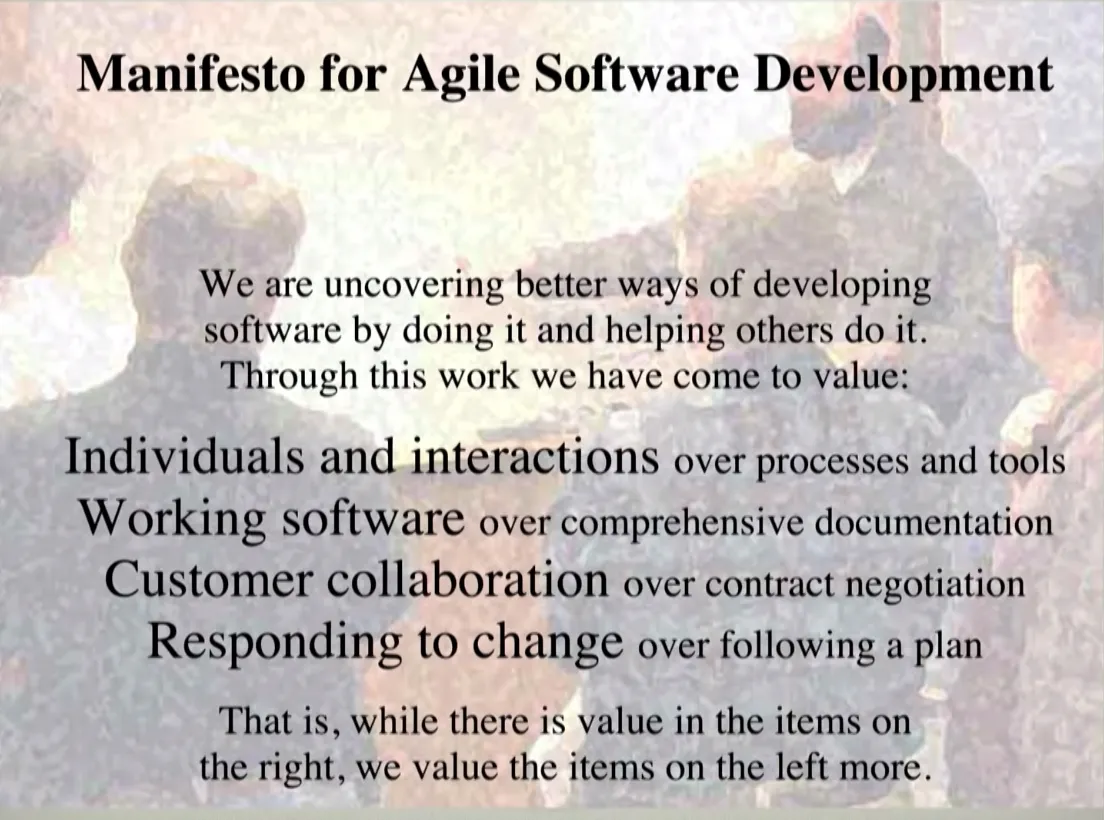 Manifesto for Agile Software Development
We are uncovering better ways of developing
software by doing it and helping others do it.
Through this work we have come to value:
Individuals and interactions over processes and tools
Working software over comprehensive documentation
Customer collaboration over contract negotiation
Responding to change over following a plan
That is, while there is value in the items on
the right, we value the items on the left more.